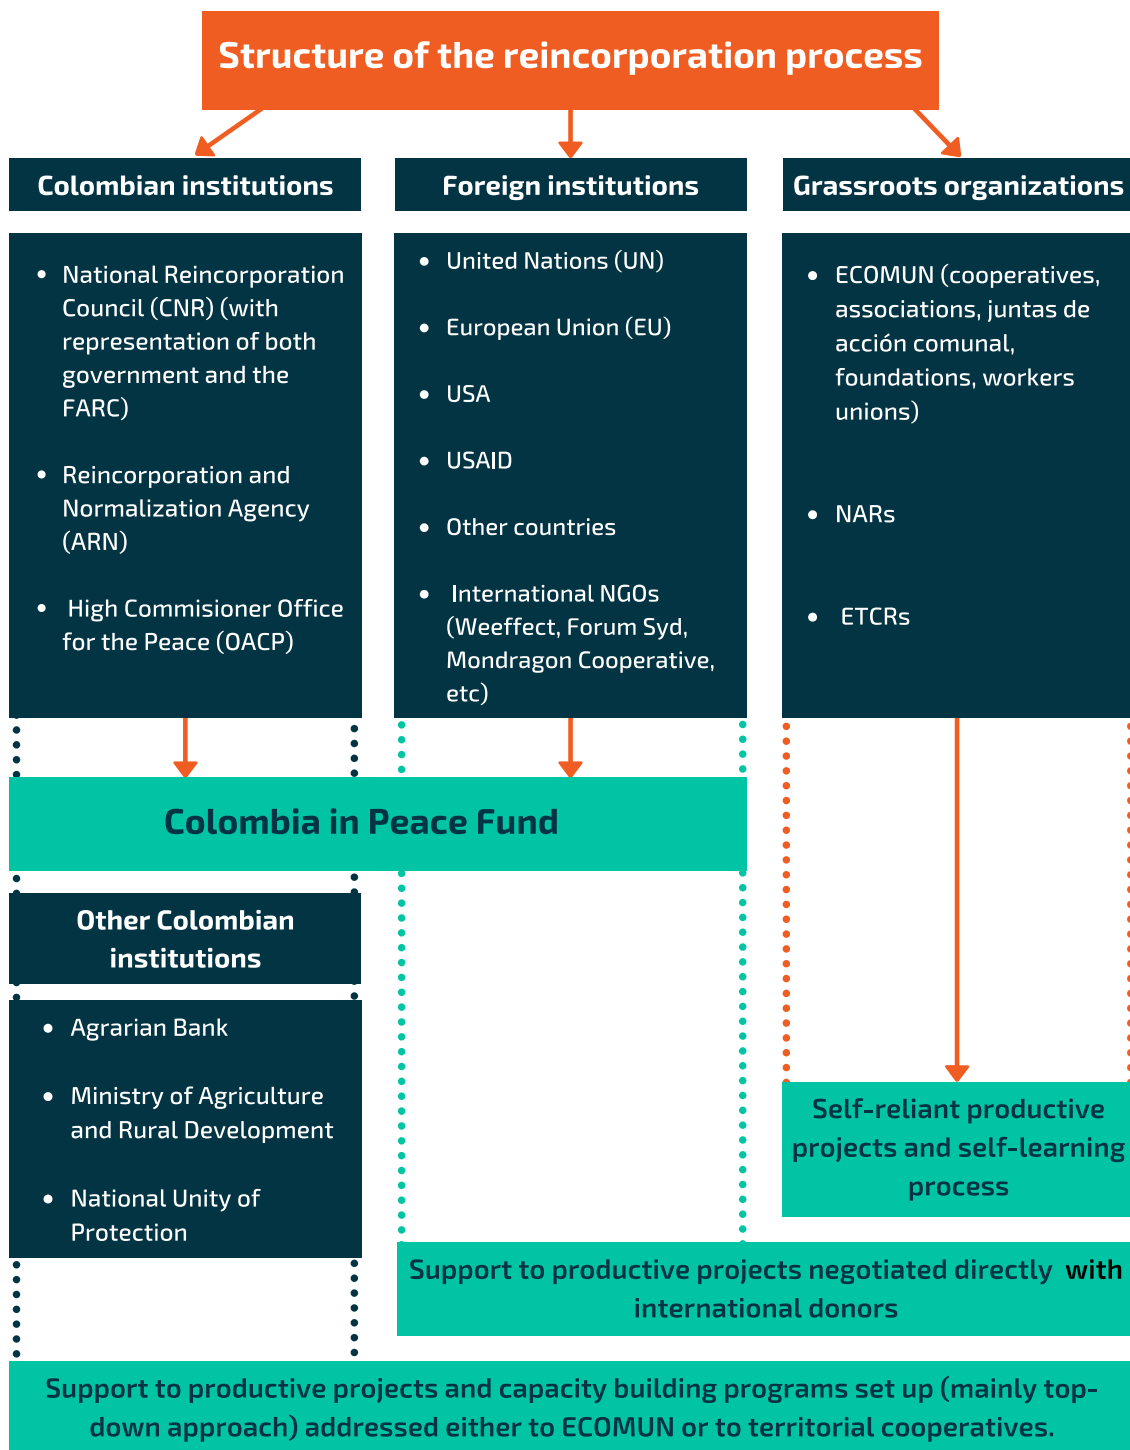 Structure of the reincorporation process
Colombian institutions
National Reincorporation
Council (CNR) (with
representation of both
government and the
FARC)
Reincorporation and
Normalization Agency
(ARN)
High Commisioner Office
for the Peace (OACP)
Foreign institutions
United Nations (UN)
European Union (EU)
USA
USAID
Other countries
International NGOs
(Weeffect, Forum Syd,
Mondragon Cooperative,
etc)
Grassroots organizations
ECOMUN (cooperatives,
associations, juntas de
acción comunal,
foundations, workers
unions)
NARs
ETCRs
Colombia in Peace Fund
Other Colombian
institutions
Agrarian Bank
Ministry of Agriculture
and Rural Development
National Unity of
Protection
Self-reliant productive
projects and self-learning
process
Support to productive projects negotiated directly with
international donors
Support to productive projects and capacity building programs set up (mainly top-
down approach) addressed either to ECOMUN or to territorial cooperatives.